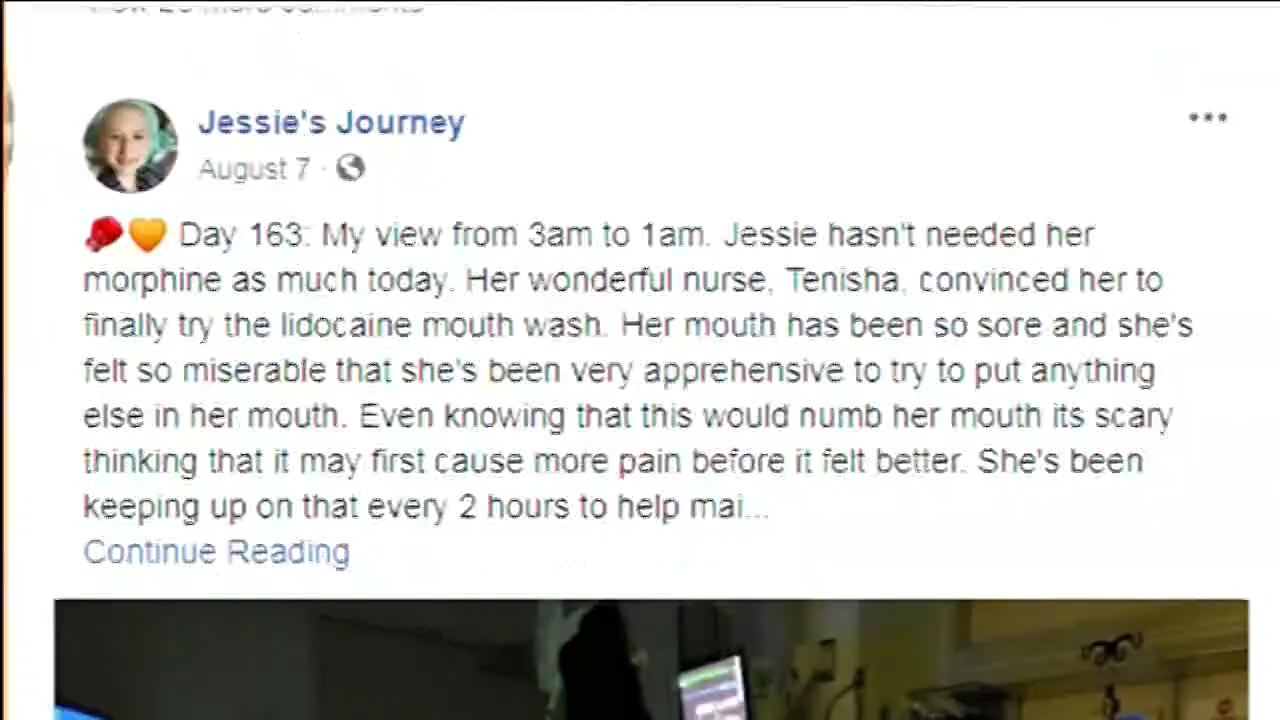 Jessie's Journey
August 7 ·
🥊🧡 Day 163: My view from 3am to 1am. Jessie hasn't needed her
morphine as much today. Her wonderful nurse, Tenisha, convinced her to
finally try the lidocaine mouth wash. Her mouth has been so sore and she's
felt so miserable that she's been very apprehensive to try to put anything
else in her mouth. Even knowing that this would numb her mouth its scary
thinking that it may first cause more pain before it felt better. She's been
keeping up on that every 2 hours to help mai...
Continue Reading